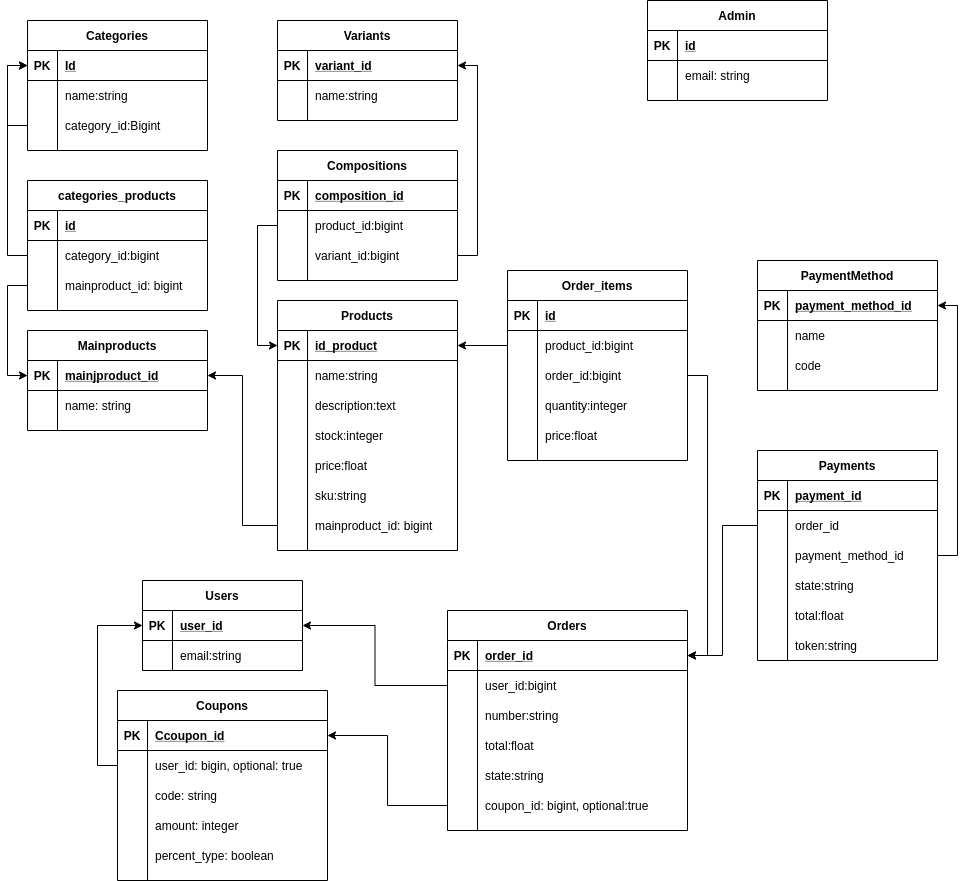 Categories
PK Id
name:string
category_id:Bigint
categories_products
PK id
category_id:bigint
mainproduct_id: bigint
Mainproducts
PK mainjproduct_id
name: string
Variants
PK variant_id
name:string
Compositions
PK composition_id
product_id:bigint
variant_id:bigint
Products
PK id_product
name:string
description:text
stock:integer
price:float
sku:string
mainproduct_id: bigint
Admin
PK id
email: string
Order_items
PK id
product_id:bigint
order_id:bigint
quantity:integer
price:float
PaymentMethod
PK payment_method_id
name
code
Payments
PK payment_id
order_id
payment_method_id
state:string
total:float
token:string
Users
PK user_id
email:string
Coupons
PK Ccoupon_id
user_id: bigin, optional: true
code: string
amount: integer
percent_type: boolean
Orders
PK order_id
user_id:bigint
number:string
total:float
state:string
coupon_id: bigint, optional:true